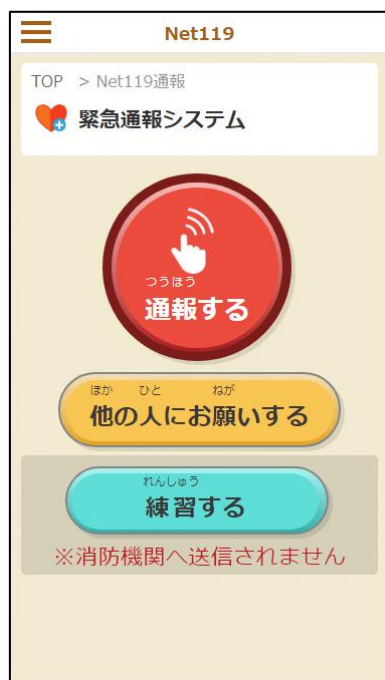 Net119
TOP > Net119通報
緊急通報システム
つうほう
通報する
ほか ひと ねが
他の人にお願いする
れんしゅう
練習する
※消防機関へ送信されません